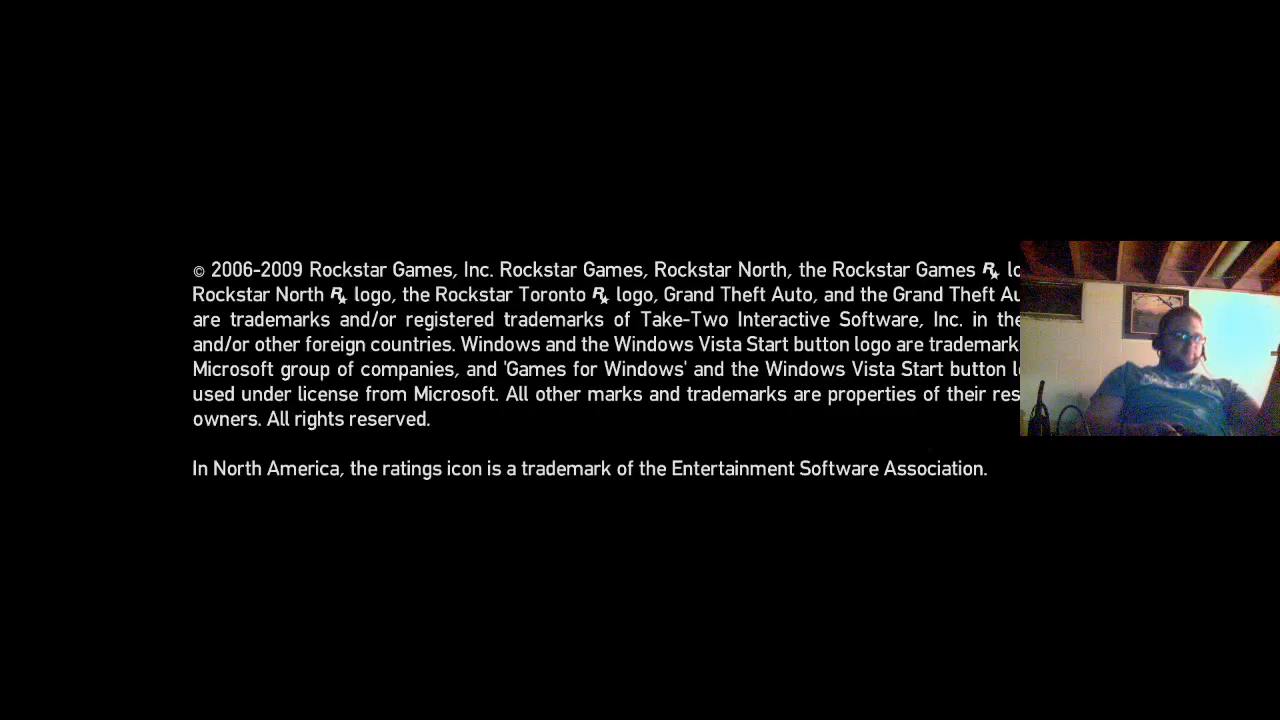 © 2006-2009 Rockstar Games, Inc. Rockstar Games, Rockstar North, the Rockstar Games R
Rockstar North R logo, the Rockstar Toronto R logo, Grand Theft Auto, and the Grand Theft
are trademarks and/or registered trademarks of Take-Two Interactive Software, Inc. in the
and/or other foreign countries. Windows and the Windows Vista Start button logo are trademark
Microsoft group of companies, and 'Games for Windows' and the Windows Vista Start button
used under license from Microsoft. All other marks and trademarks are properties of their
owners. All rights reserved.
In North America, the ratings icon is a trademark of the Entertainment Software Association.